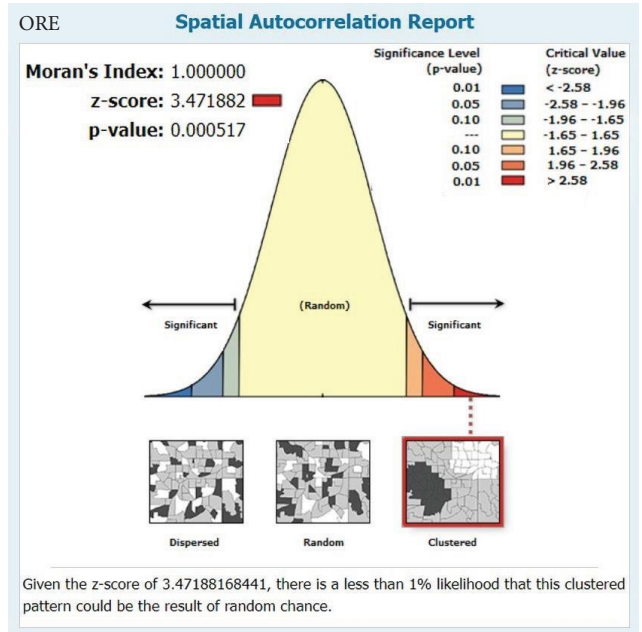 ORE
Spatial Autocorrelation Report
Moran's Index: 1.000000
z-score: 3.471882
p-value: 0.000517
Significance Level
(p-value)
Critical Value
(z-score)
0.01 < -2.58
0.05 -2.58 - -1.96
0.10 -1.96 - -1.65
--- -1.65 - 1.65
0.10 1.65 - 1.96
0.05 1.96 - 2.58
0.01 > 2.58
(Random)
Significant
Significant
Dispersed
Random
Clustered
Given the z-score of 3.47188168441, there is a less than 1% likelihood that this clustered
pattern could be the result of random chance.